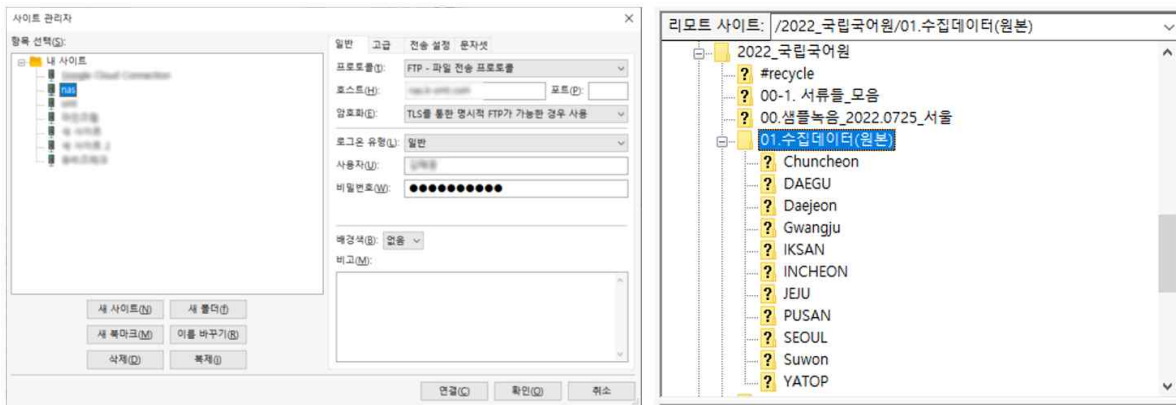 사이트 관리자
항목 선택(S):
내 사이트
nas
새 사이트(N) 새 폴더(f)
새 북마크(M) 이름 바꾸기(R)
삭제(D) 복제(I)
일반 고급 전송 설정 문자셋
프로토콜(t): FTP - 파일 전송 프로토콜
호스트(H): 포트(P):
암호화(E): TLS를 통한 명시적 FTP가 가능한 경우 사용
로그온 유형(L): 일반
사용자(U):
비밀번호(W): ●●●●●●●●●●
배경색(B): 없음
비고(M):
연결(C) 확인(O) 취소
리모트 사이트: /2022_국립국어원/01.수집데이터(원본)
2022_국립국어원
#recycle
00-1. 서류들_모음
00.샘플녹음_2022.0725_서울
01.수집데이터(원본)
Chuncheon
DAEGU
Daejeon
Gwangju
IKSAN
INCHEON
JEJU
PUSAN
SEOUL
Suwon
YATOP